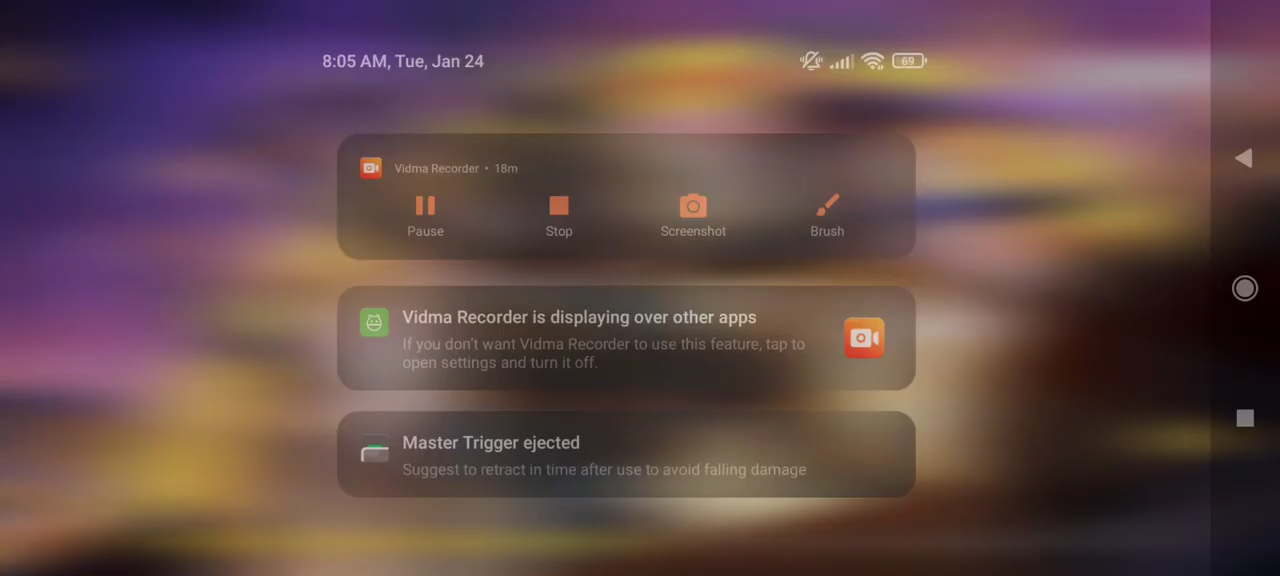 8:05 AM, Tue, Jan 24
69
Vidma Recorder • 18m
Pause
Stop
Screenshot
Brush
Vidma Recorder is displaying over other apps
If you don't want Vidma Recorder to use this feature, tap to
open settings and turn it off.
Master Trigger ejected
Suggest to retract in time after use to avoid falling damage